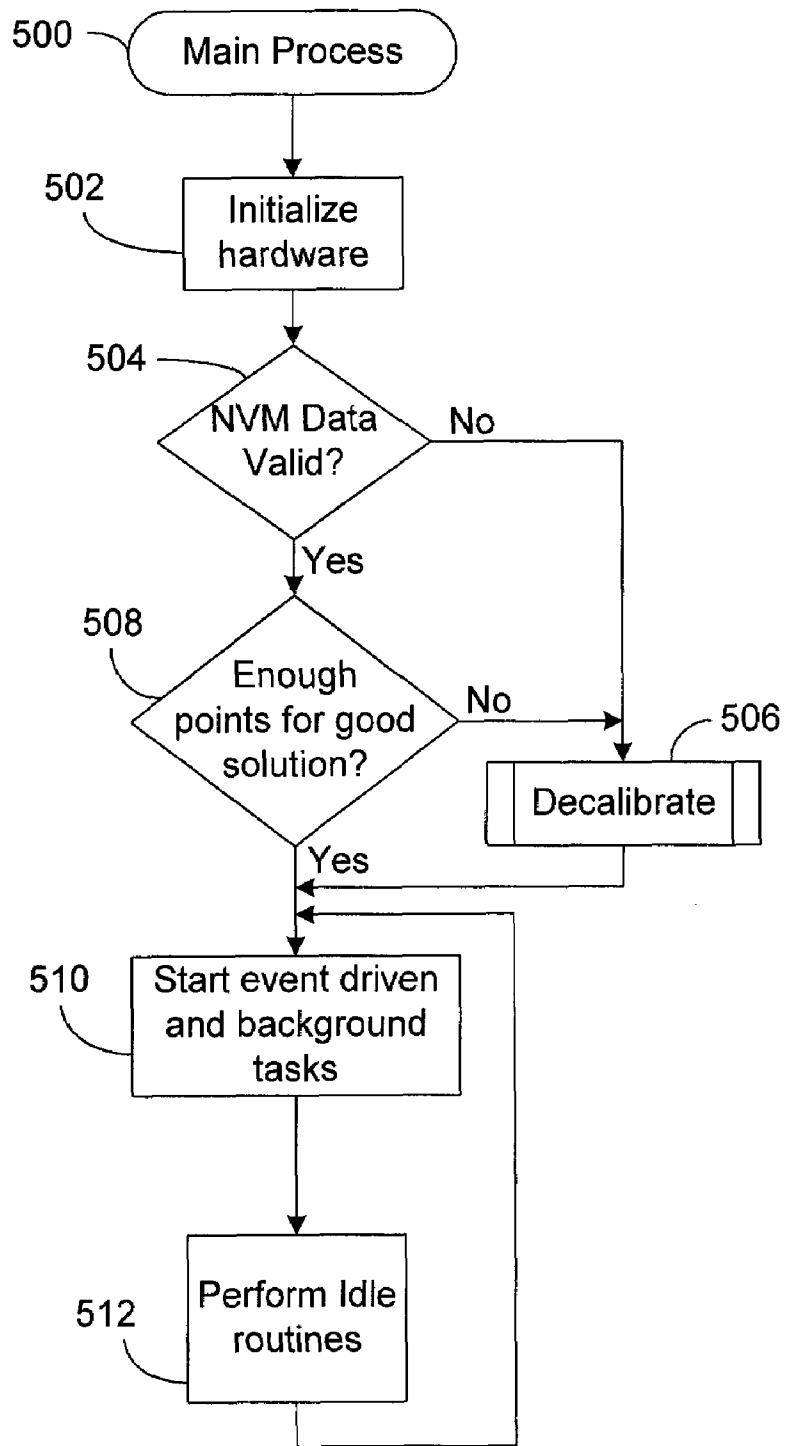 500
Main Process
502
Initialize
hardware
504
NVM Data
Valid?
No
Yes
508
Enough
points for good
solution?
No
506
Decalibrate
Yes
510
Start event driven
and background
tasks
512
Perform Idle
routines